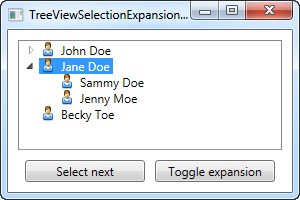 TreeViewSelectionExpansion...
John Doe
Jane Doe
Sammy Doe
Jenny Moe
Becky Toe
Select next Toggle expansion